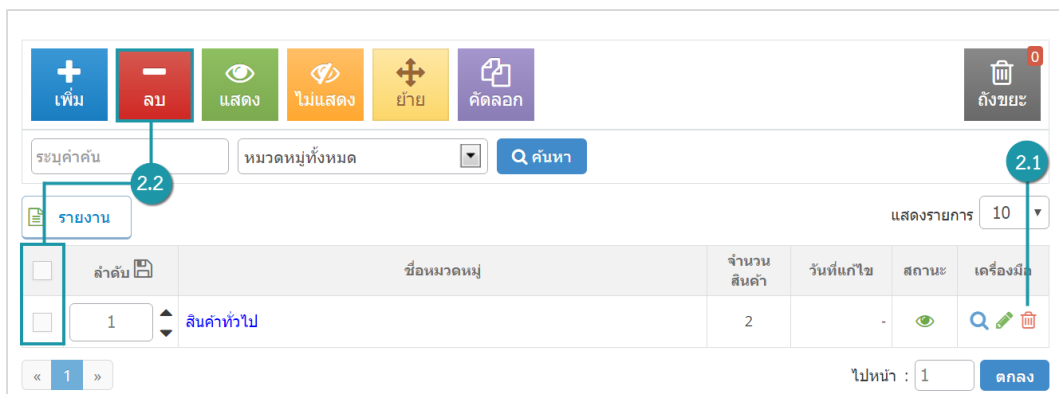 เพิ่ม ลบ แสดง ไม่แสดง ย้าย คัดลอก 0 ถังขยะ
ระบุคำค้น หมวดหมู่ทั้งหมด ค้นหา 2.1
2.2
รายงาน แสดงรายการ 10
ลำดับ ชื่อหมวดหมู่ จำนวนสินค้า วันที่แก้ไข สถานะ เครื่องมือ
1 สินค้าทั่วไป 2 -
« 1 » ไปหน้า : 1 ตกลง